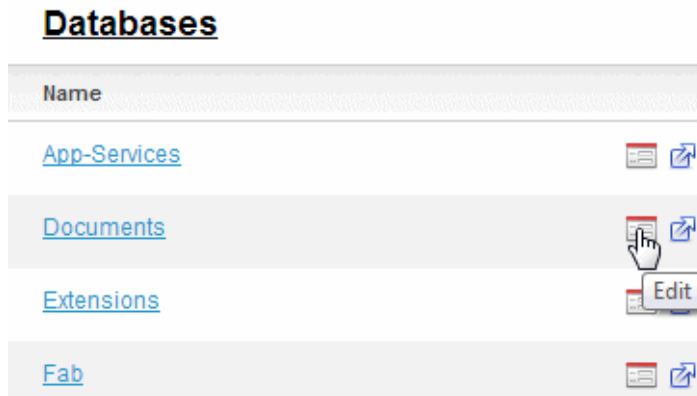 Databases
Name
App-Services
Documents
Edit
Extensions
Fab